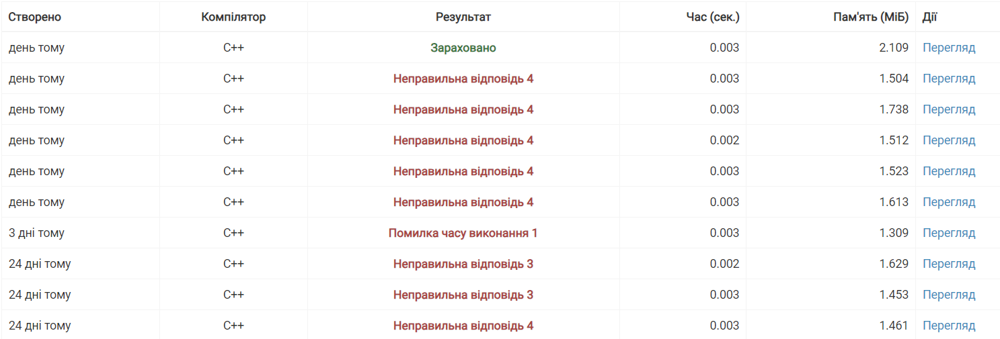 Створено Компілятор Результат Час (сек.) Пам'ять (МіБ) Дії
день тому C++ Зараховано 0.003 2.109 Перегляд
день тому C++ Неправильна відповідь 4 0.003 1.504 Перегляд
день тому C++ Неправильна відповідь 4 0.003 1.738 Перегляд
день тому C++ Неправильна відповідь 4 0.002 1.512 Перегляд
день тому C++ Неправильна відповідь 4 0.003 1.523 Перегляд
день тому C++ Неправильна відповідь 4 0.003 1.613 Перегляд
3 дні тому C++ Помилка часу виконання 1 0.003 1.309 Перегляд
24 дні тому C++ Неправильна відповідь 3 0.002 1.629 Перегляд
24 дні тому C++ Неправильна відповідь 3 0.003 1.453 Перегляд
24 дні тому C++ Неправильна відповідь 4 0.003 1.461 Перегляд